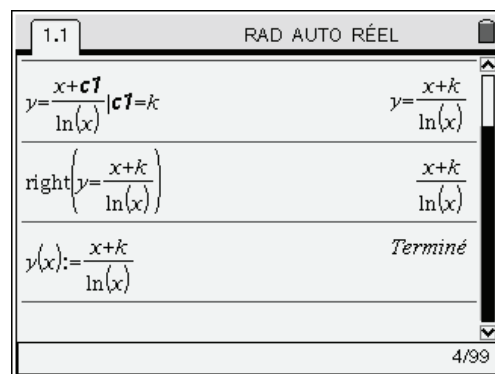 1.1 RAD AUTO RÉEL
y=(x+c1)/(ln(x))|c1=k y=(x+k)/(ln(x))
right(y=(x+k)/(ln(x))) (x+k)/(ln(x))
y(x):=(x+k)/(ln(x)) Terminé
4/99